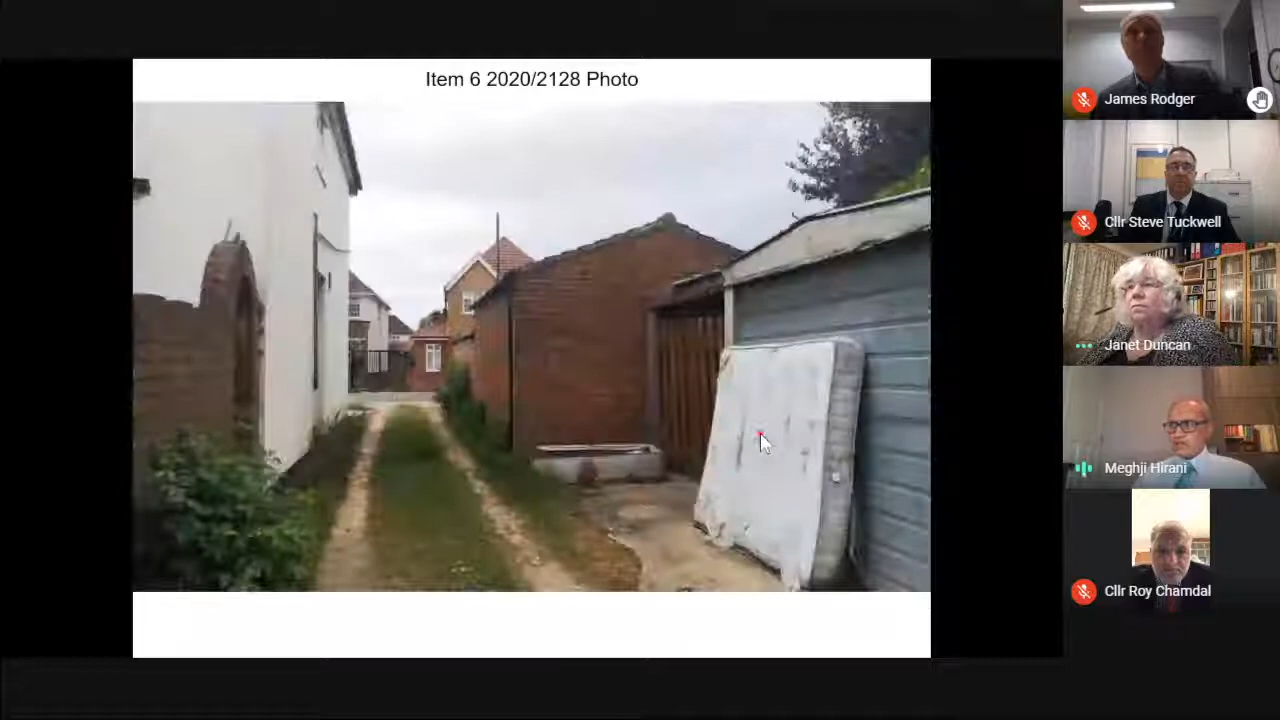 Item 6 2020/2128 Photo
James Rodger
Cllr Steve Tuckwell
Janet Duncan
Meghji Hirani
Cllr Roy Chamdal